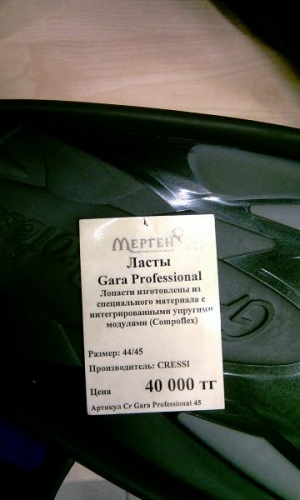 Мерген
Ласты
Gara Professional
Лопасти изготовлены из
специального материала с
интегрированными упругими
модулями (Compoflex)
Размер: 44/45
Производитель: CRESSI
Цена 40 000 тг
Артикул Cr Gara Professional 45